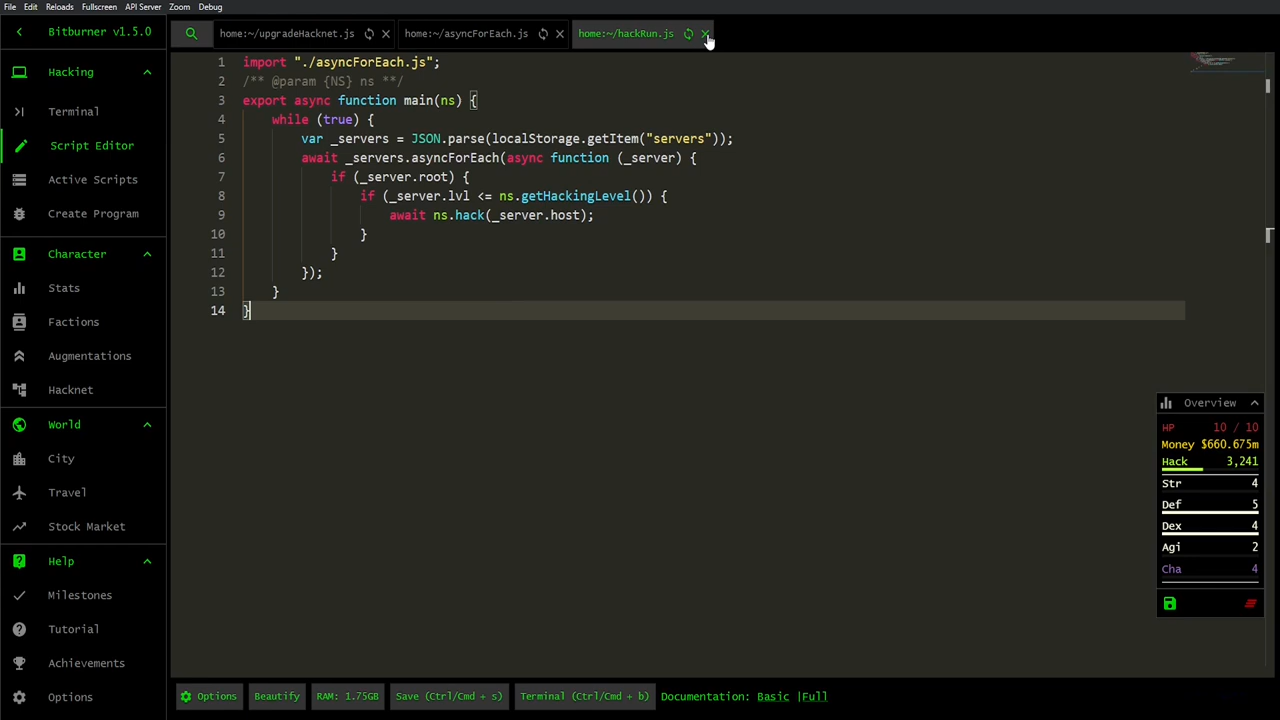 File Edit Reloads Fullscreen API Server Zoom Debug
Bitburner v1.5.0
Hacking
Terminal
Script Editor
Active Scripts
Create Program
Character
Stats
Factions
Augmentations
Hacknet
World
City
Travel
Stock Market
Help
Milestones
Tutorial
Achievements
Options
home:~/upgradeHacknet.js home:~/asyncForEach.js home:~/hackRun.js
1 import "./asyncForEach.js";
2 /** @param {NS} ns **/
3 export async function main(ns) {
4 while (true) {
5 var _servers = JSON.parse(localStorage.getItem("servers"));
6 await _servers.asyncForEach(async function (_server) {
7 if (_server.root) {
8 if (_server.lvl <= ns.getHackingLevel()) {
9 await ns.hack(_server.host);
10 }
11 }
12 });
13 }
14 }
Overview
HP 10 / 10
Money $660.675m
Hack 3,241
Str 4
Def 5
Dex 4
Agi 2
Cha 4
Options Beautify RAM: 1.75GB Save (Ctrl/Cmd + s) Terminal (Ctrl/Cmd + b) Documentation: Basic |Full